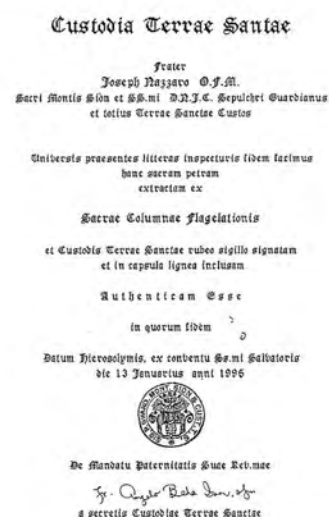 Custodia Terrae Santae
Frater
Joseph Nazzaro O.F.M.
Sacri Montis Sion et SS.mi D.N.J.C. Sepulchri Guardianus
et totius Terrae Sanctae Custos
Universis praesentes litteras inspecturis fidem facimus
hanc sacram petram
extractam ex
Sacrae Columnae Flagelationis
et Custodis Terrae Sanctae rubeo sigillo signatam
et in capsula lignea inclusam
Authenticam Esse
in quorum fidem
Datum Hierosolymis, ex conventu Ss.mi Salvatoris
die 13 Januarius anni 1996
De Mandatu Paternitatis Suae Rev.mae
Fr.
a secretis Custodiae Terrae Sanctae